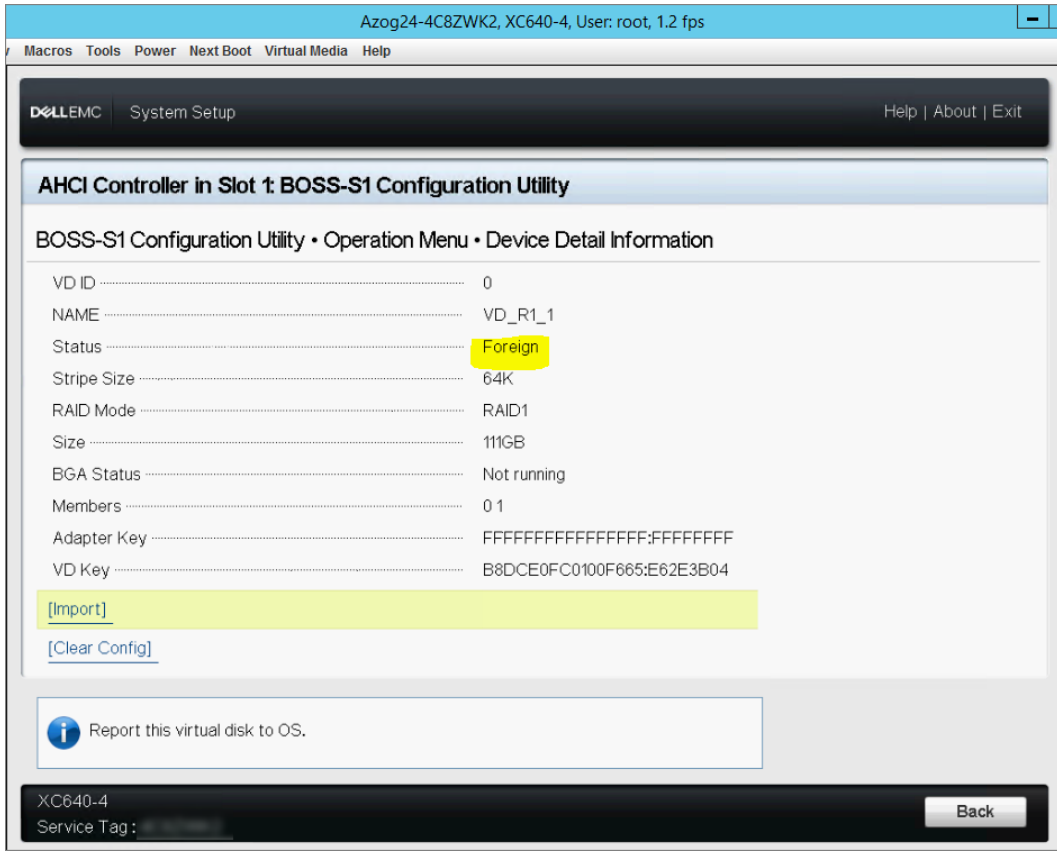 Azog24-4C8ZWK2, XC640-4, User: root, 1.2 fps
Macros Tools Power Next Boot Virtual Media Help
DELLEMC System Setup Help | About | Exit
AHCI Controller in Slot 1: BOSS-S1 Configuration Utility
BOSS-S1 Configuration Utility • Operation Menu • Device Detail Information
VD ID 0
NAME VD_R1_1
Status Foreign
Stripe Size 64K
RAID Mode RAID1
Size 111GB
BGA Status Not running
Members 0 1
Adapter Key FFFFFFFFFFFFFFFF:FFFFFFFF
VD Key B8DCE0FC0100F665:E62E3B04
[Import]
[Clear Config]
Report this virtual disk to OS.
XC640-4
Back
Service Tag :